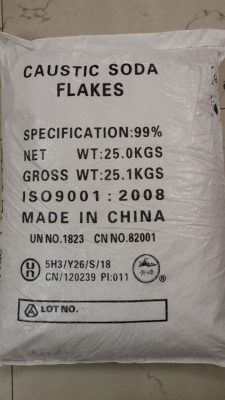 CAUSTIC SODA
FLAKES
SPECIFICATION:99%
NET WT:25.0KGS
GROSS WT:25.1KGS
ISO9001:2008
MADE IN CHINA
UN NO.1823 CN NO.82001
UN 5H3/Y26/S/18
CN/120239 PI:011 ®
A LOT NO.